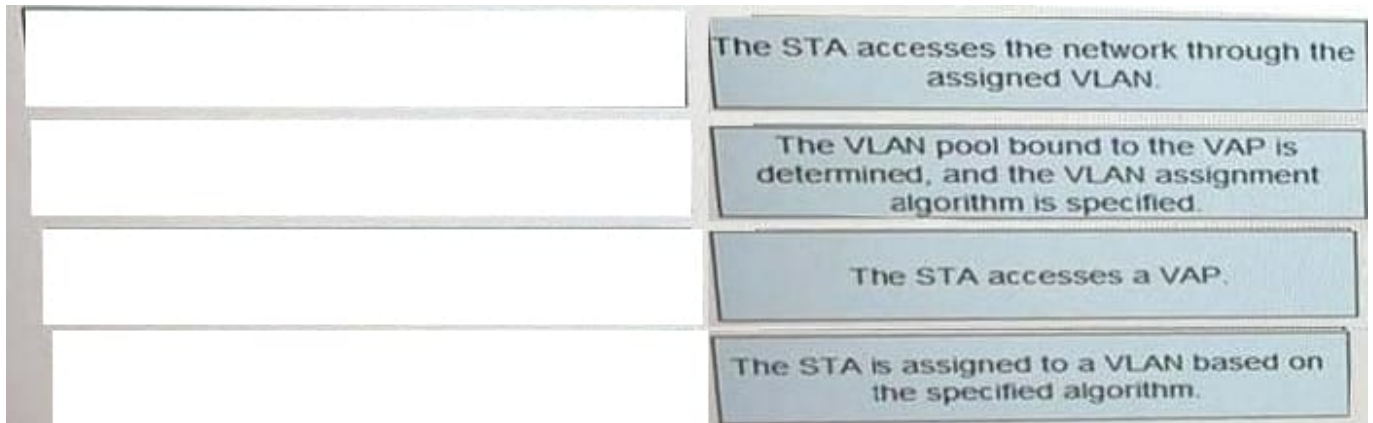 The STA accesses the network through the
assigned VLAN.
The VLAN pool bound to the VAP is
determined, and the VLAN assignment
algorithm is specified.
The STA accesses a VAP.
The STA is assigned to a VLAN based on
the specified algorithm.